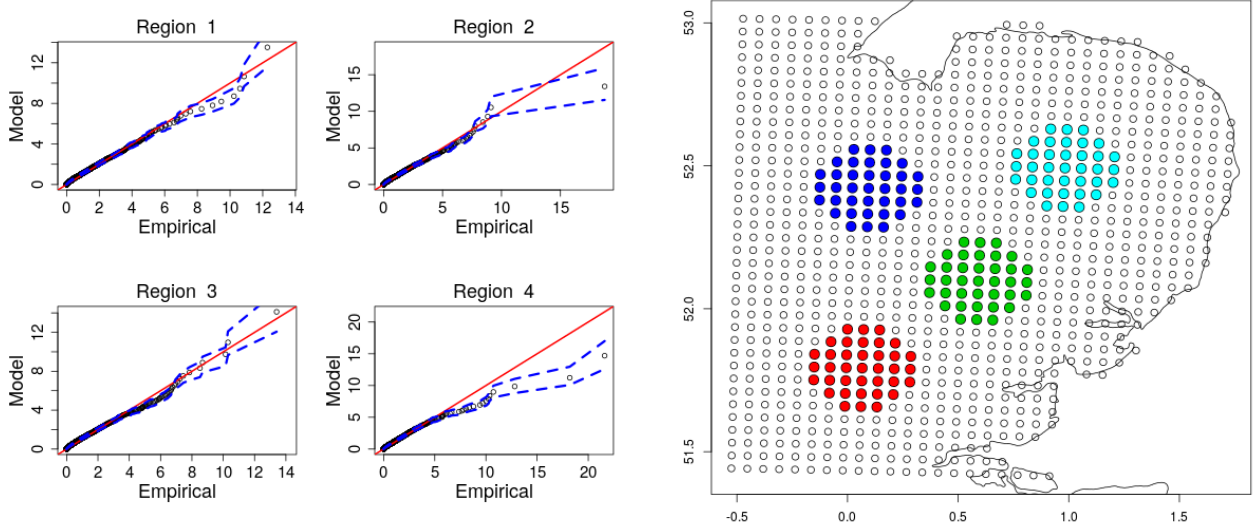 Region 1
12
8
4
0
Model
0 2 4 6 8 10 12 14
Empirical
Region 2
15
10
5
0
Model
0 5 10 15
Empirical
Region 3
12
8
4
0
Model
0 2 4 6 8 10 12 14
Empirical
Region 4
20
15
10
5
0
Model
0 5 10 15 20
Empirical
53.0
52.5
52.0
51.5
-0.5 0.0 0.5 1.0 1.5